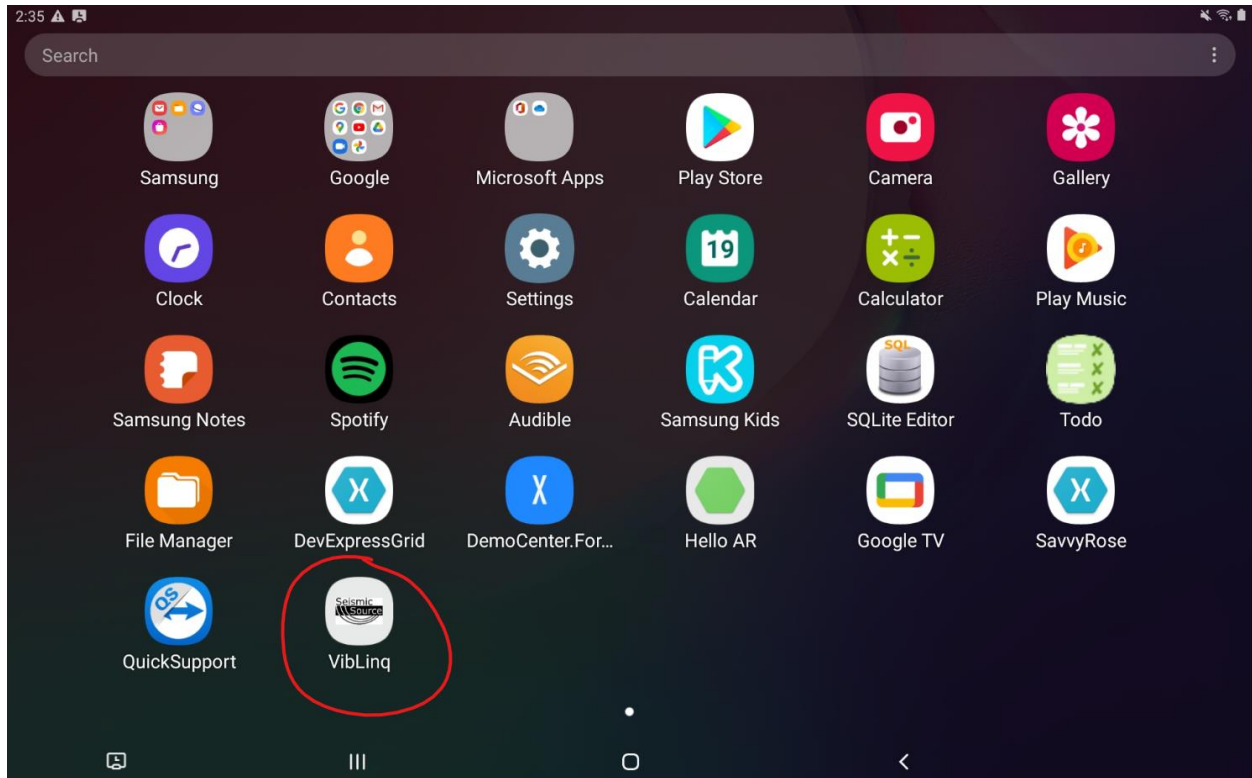 2:35
Search
Samsung
Google
Microsoft Apps
Play Store
Camera
Gallery
19
Clock
Contacts
Settings
Calendar
Calculator
Play Music
SQL
Samsung Notes
Spotify
Audible
Samsung Kids
SQLite Editor
Todo
X
X
File Manager
DevExpressGrid
DemoCenter.For...
Hello AR
Google TV
SavvyRose
QS
Seismic
Source
QuickSupport
VibLinq